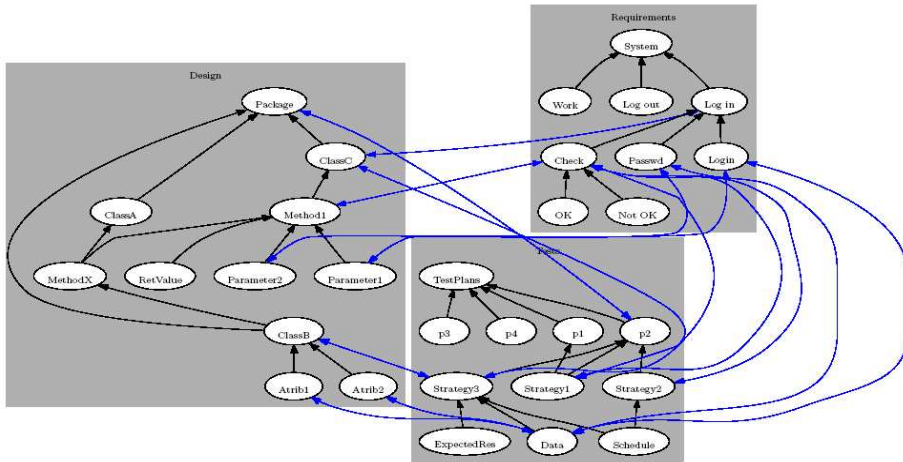 Requirements
System
Design
Package
Work
Log out
Log in
ClassC
Check
Passwd
Login
ClassA
Method1
OK
Not OK
Tests
MethodX
RetValue
Parameter2
Parameter1
TestPlans
ClassB
p3
p4
p1
p2
Atrib1
Atrib2
Strategy3
Strategy1
Strategy2
ExpectedRes
Data
Schedule